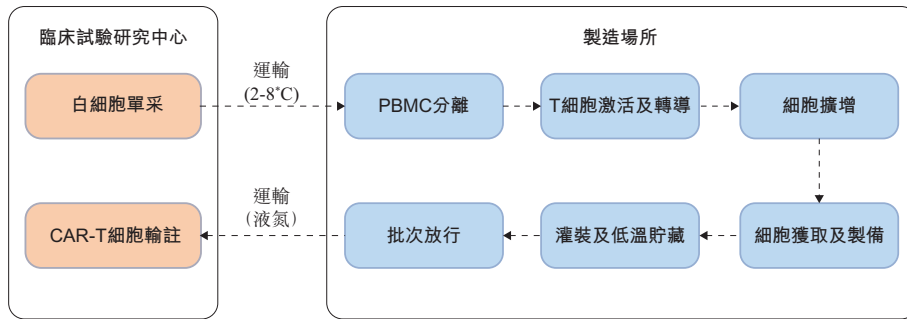 臨床試驗研究中心
製造場所
白細胞單采
運輸
(2-8°C)
PBMC分離
T細胞激活及轉導
細胞擴增
CAR-T細胞輸註
運輸
(液氮)
批次放行
灌裝及低溫貯藏
細胞獲取及製備